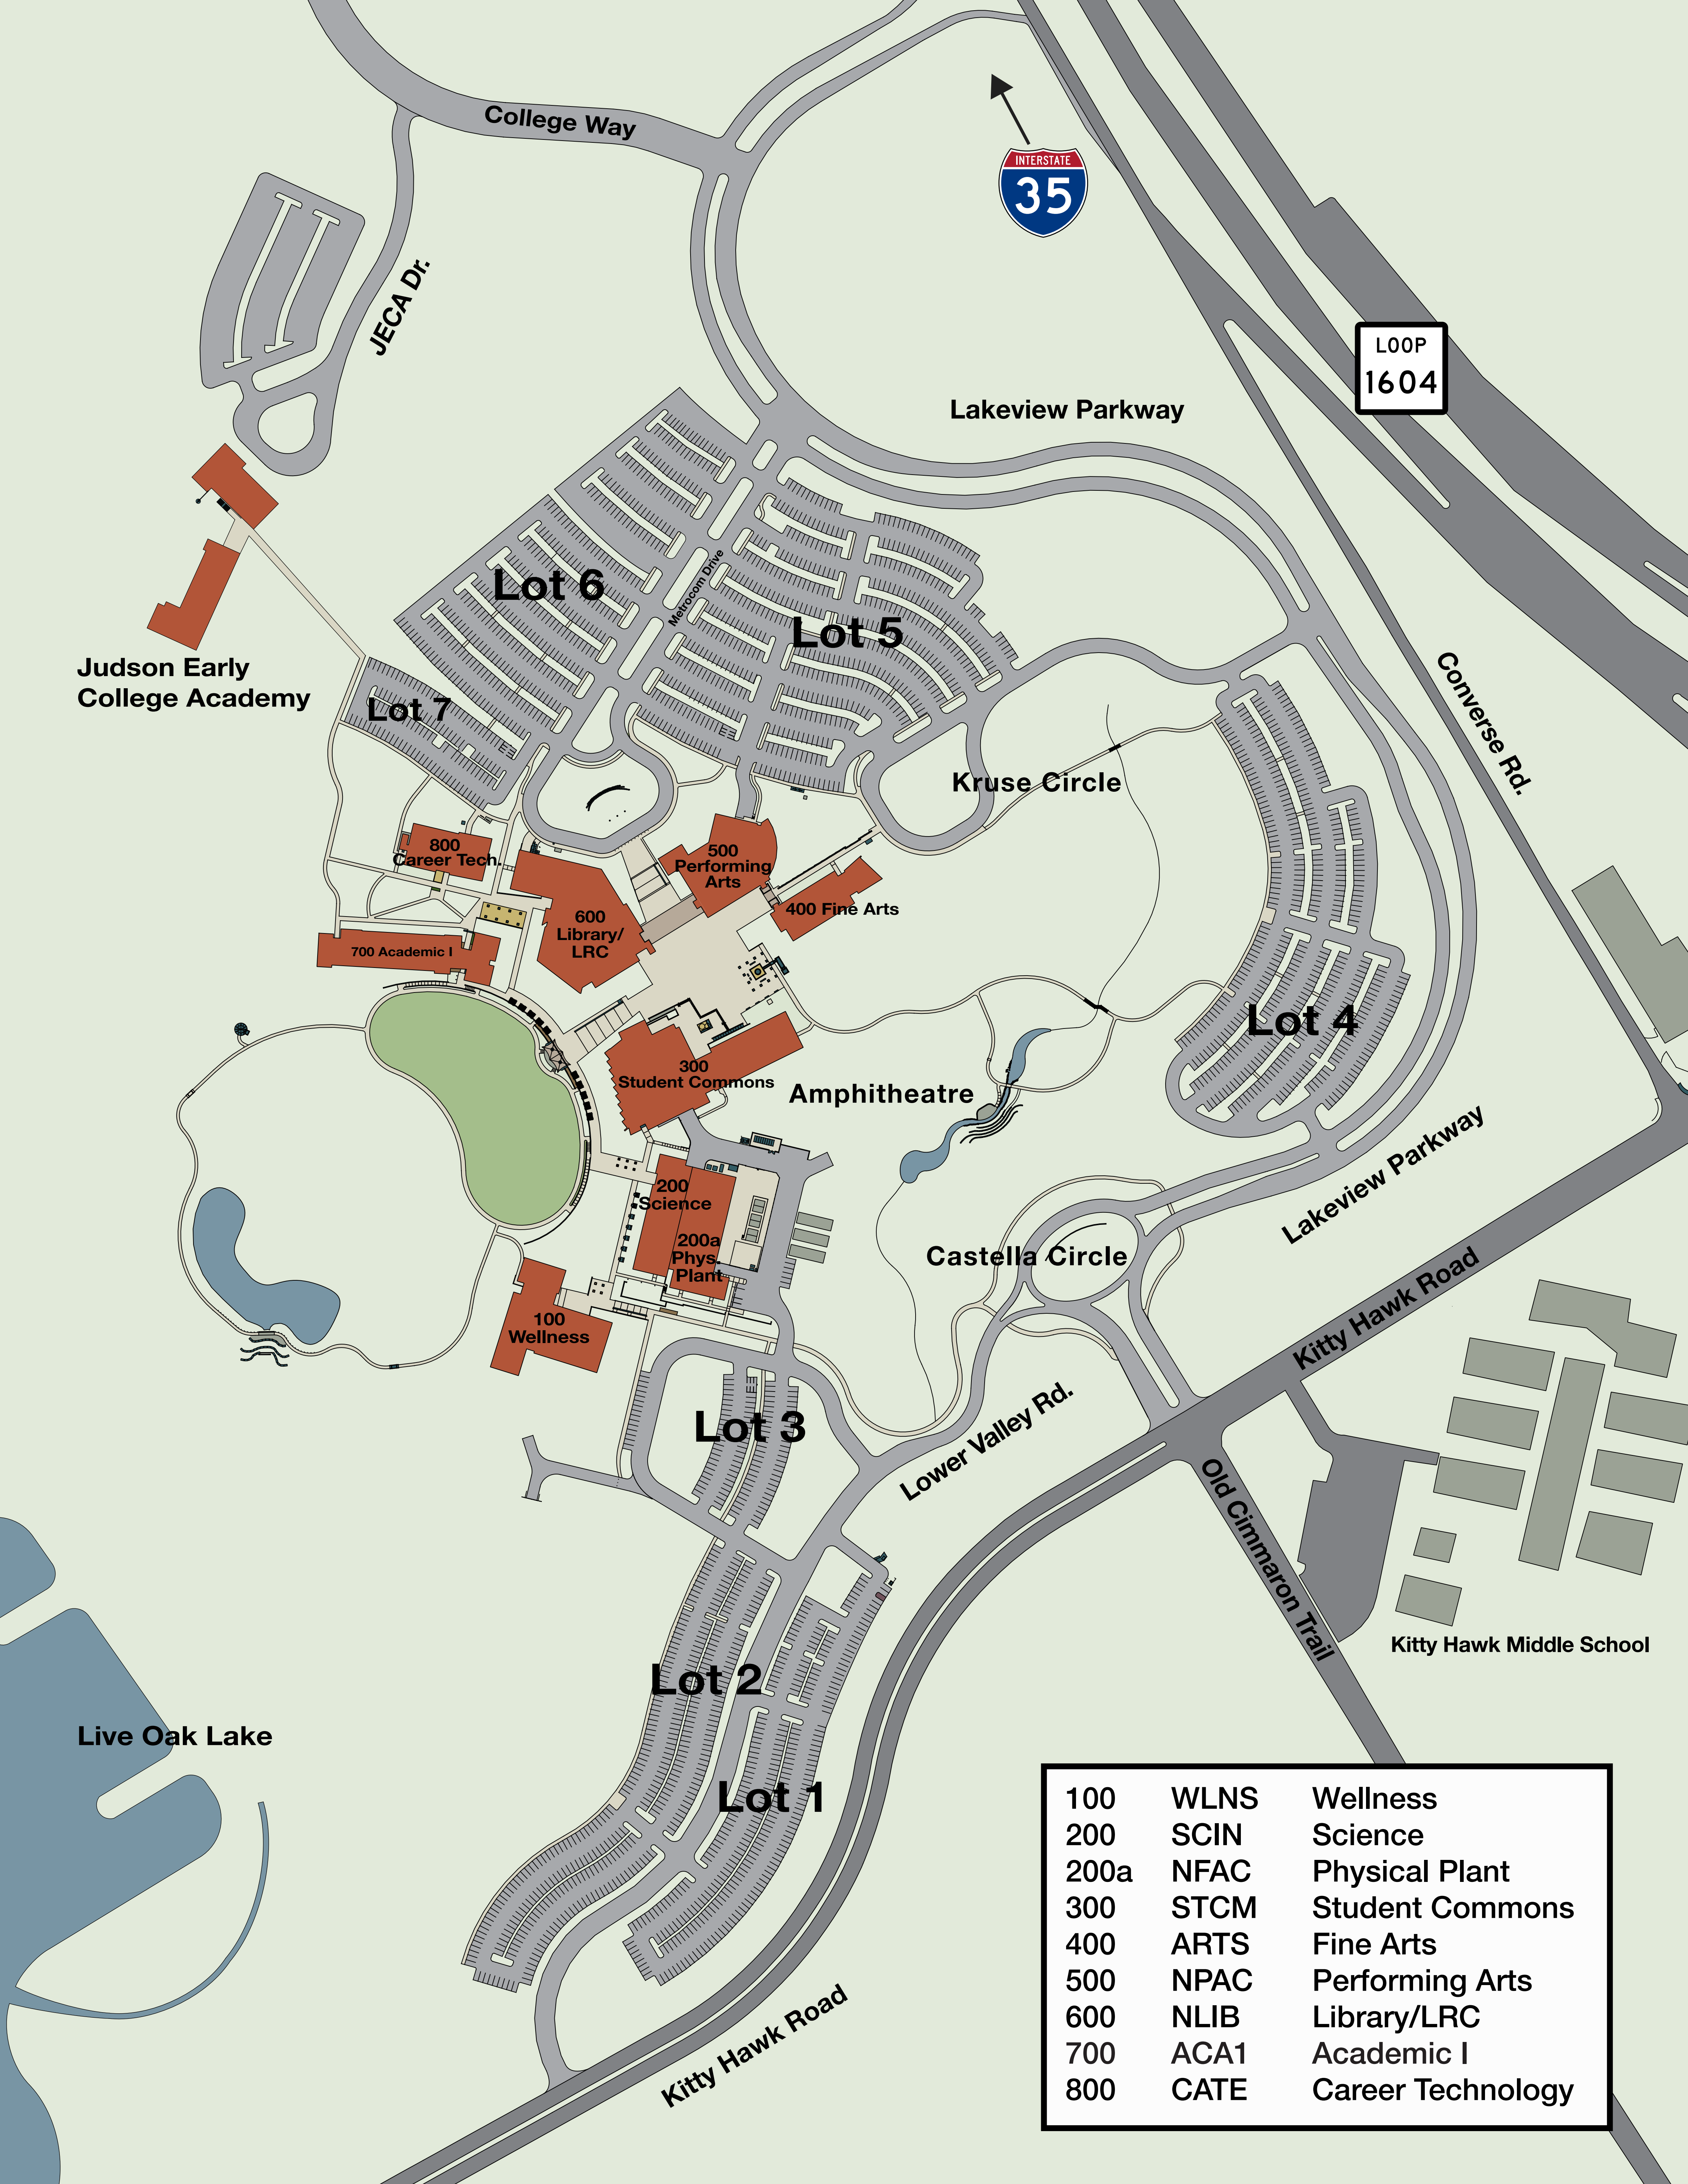 College Way
INTERSTATE
35
JECA Dr.
LOOP
1604
Lakeview Parkway
Metrocom Drive
Lot 6
Lot 5
Judson Early
College Academy
Lot 7
Converse Rd.
Kruse Circle
800
Career Tech.
500
Performing
Arts
400 Fine Arts
600
Library/
LRC
700 Academic I
Lot 4
300
Student Commons
Amphitheatre
200
Science
200a
Phys.
Plant
Lakeview Parkway
Castella Circle
100
Wellness
Kitty Hawk Road
Lot 3
Lower Valley Rd.
Old Cimmaron Trail
Kitty Hawk Middle School
Lot 2
Live Oak Lake
Lot 1
Kitty Hawk Road
100 WLNS Wellness
200 SCIN Science
200a NFAC Physical Plant
300 STCM Student Commons
400 ARTS Fine Arts
500 NPAC Performing Arts
600 NLIB Library/LRC
700 ACA1 Academic I
800 CATE Career Technology